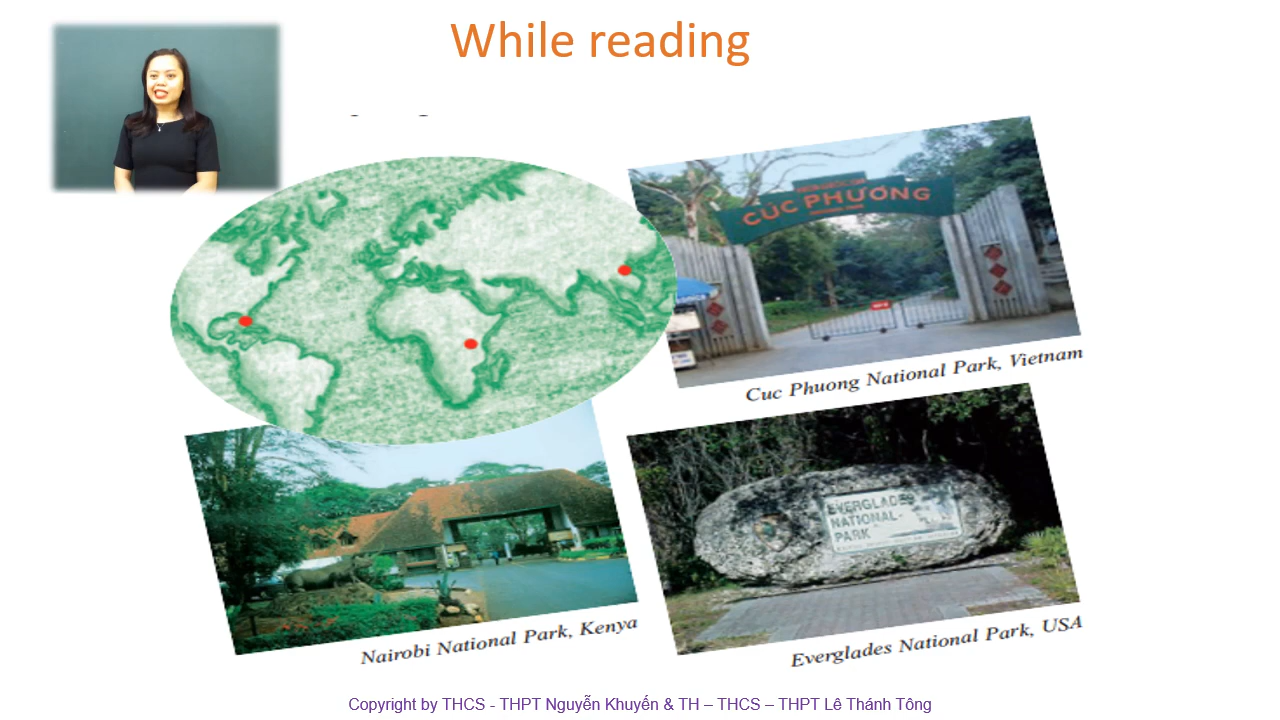 While reading
CÚC PHƯƠNG
Cuc Phuong National Park, Vietnam
EVERGLADES
NATIONAL
PARK
Nairobi National Park, Kenya
Everglades National Park, USA
Copyright by THCS - THPT Nguyễn Khuyến & TH – THCS – THPT Lê Thánh Tông